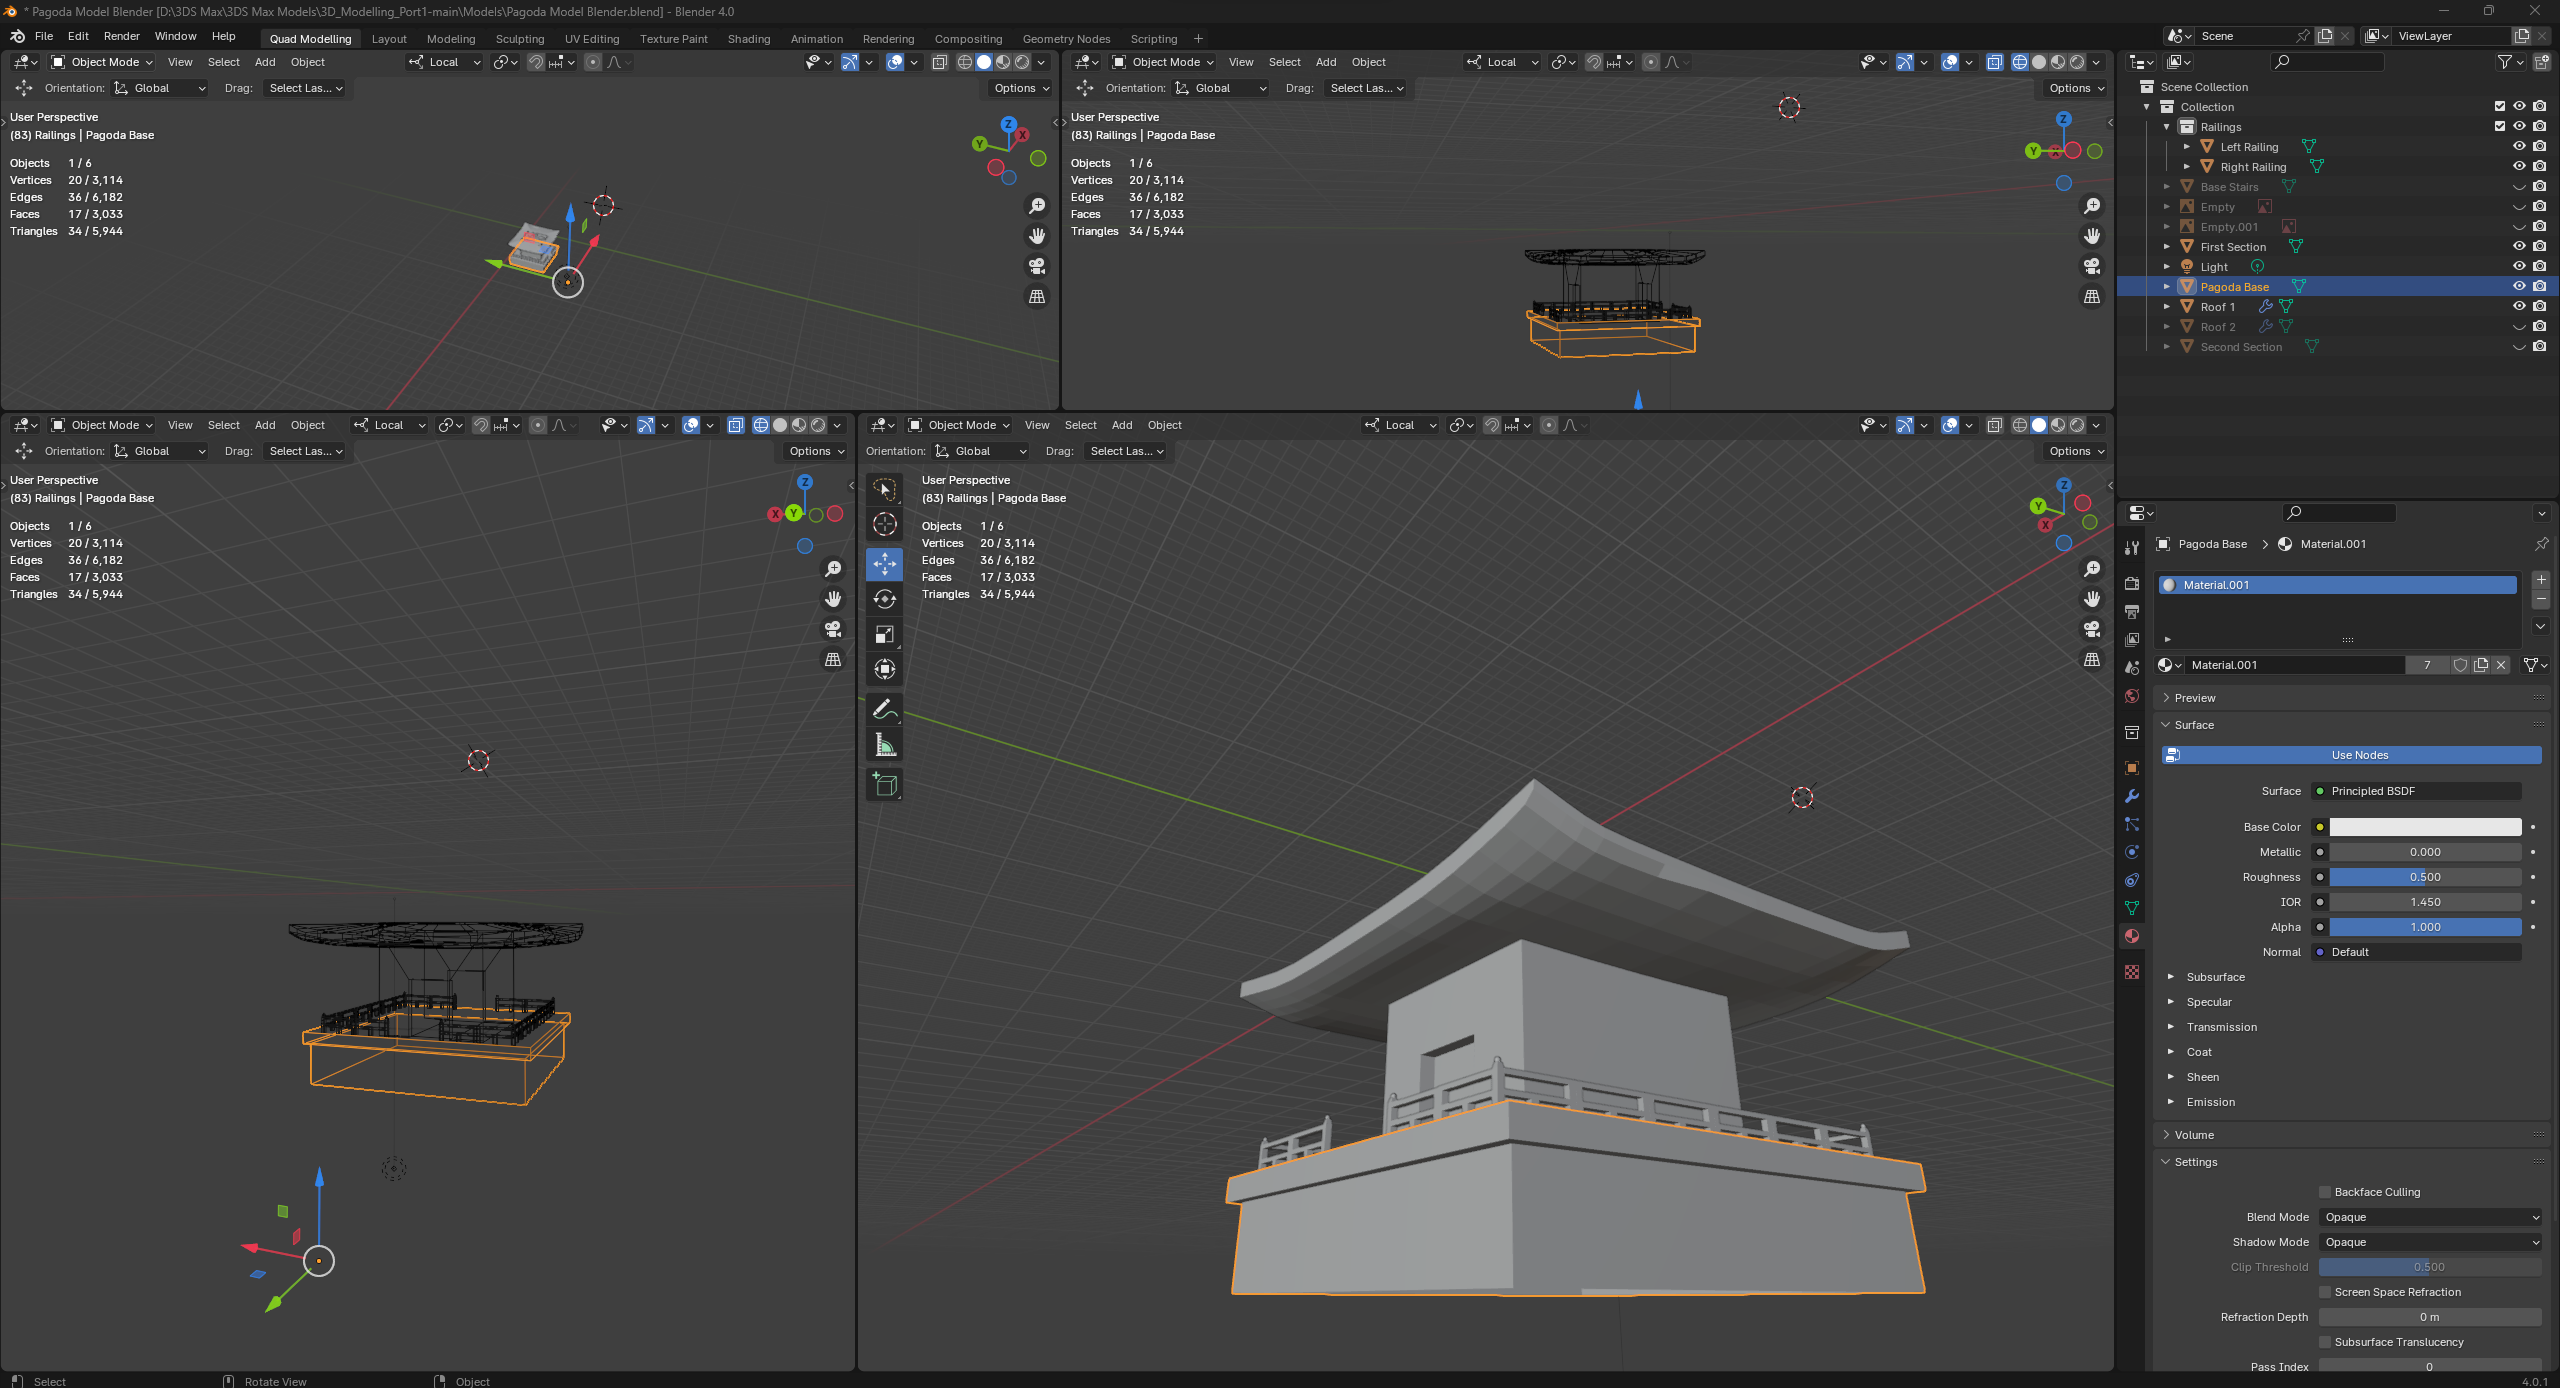 * Pagoda Model Blender [D:\3DS Max\3DS Max Models\3D_Modelling_Port1-main\Models\Pagoda Model Blender.blend] - Blender 4.0
File Edit Render Window Help Quad Modelling Layout Modeling Sculpting UV Editing Texture Paint Shading Animation Rendering Compositing Geometry Nodes Scripting + Scene ViewLayer
Object Mode View Select Add Object Local
Orientation: Global Drag: Select Las... Options
User Perspective
(83) Railings | Pagoda Base
Objects 1 / 6
Vertices 20 / 3,114
Edges 36 / 6,182
Faces 17 / 3,033
Triangles 34 / 5,944
Z
X
Y
Object Mode View Select Add Object Local
Orientation: Global Drag: Select Las... Options
User Perspective
(83) Railings | Pagoda Base
Objects 1 / 6
Vertices 20 / 3,114
Edges 36 / 6,182
Faces 17 / 3,033
Triangles 34 / 5,944
Z
Y X
Object Mode View Select Add Object Local
Orientation: Global Drag: Select Las... Options
User Perspective
(83) Railings | Pagoda Base
Objects 1 / 6
Vertices 20 / 3,114
Edges 36 / 6,182
Faces 17 / 3,033
Triangles 34 / 5,944
Z
X Y
Object Mode View Select Add Object Local
Orientation: Global Drag: Select Las... Options
User Perspective
(83) Railings | Pagoda Base
Objects 1 / 6
Vertices 20 / 3,114
Edges 36 / 6,182
Faces 17 / 3,033
Triangles 34 / 5,944
Z
Y
X
Scene Collection
Collection
Railings
Left Railing
Right Railing
Base Stairs
Empty
Empty.001
First Section
Light
Pagoda Base
Roof 1
Roof 2
Second Section
Pagoda Base > Material.001
Material.001
Material.001 7
Preview
Surface
Use Nodes
Surface Principled BSDF
Base Color
Metallic 0.000
Roughness 0.500
IOR 1.450
Alpha 1.000
Normal Default
Subsurface
Specular
Transmission
Coat
Sheen
Emission
Volume
Settings
Backface Culling
Blend Mode Opaque
Shadow Mode Opaque
Clip Threshold 0.500
Screen Space Refraction
Refraction Depth 0 m
Subsurface Translucency
Pass Index 0
Select Rotate View Object 4.0.1